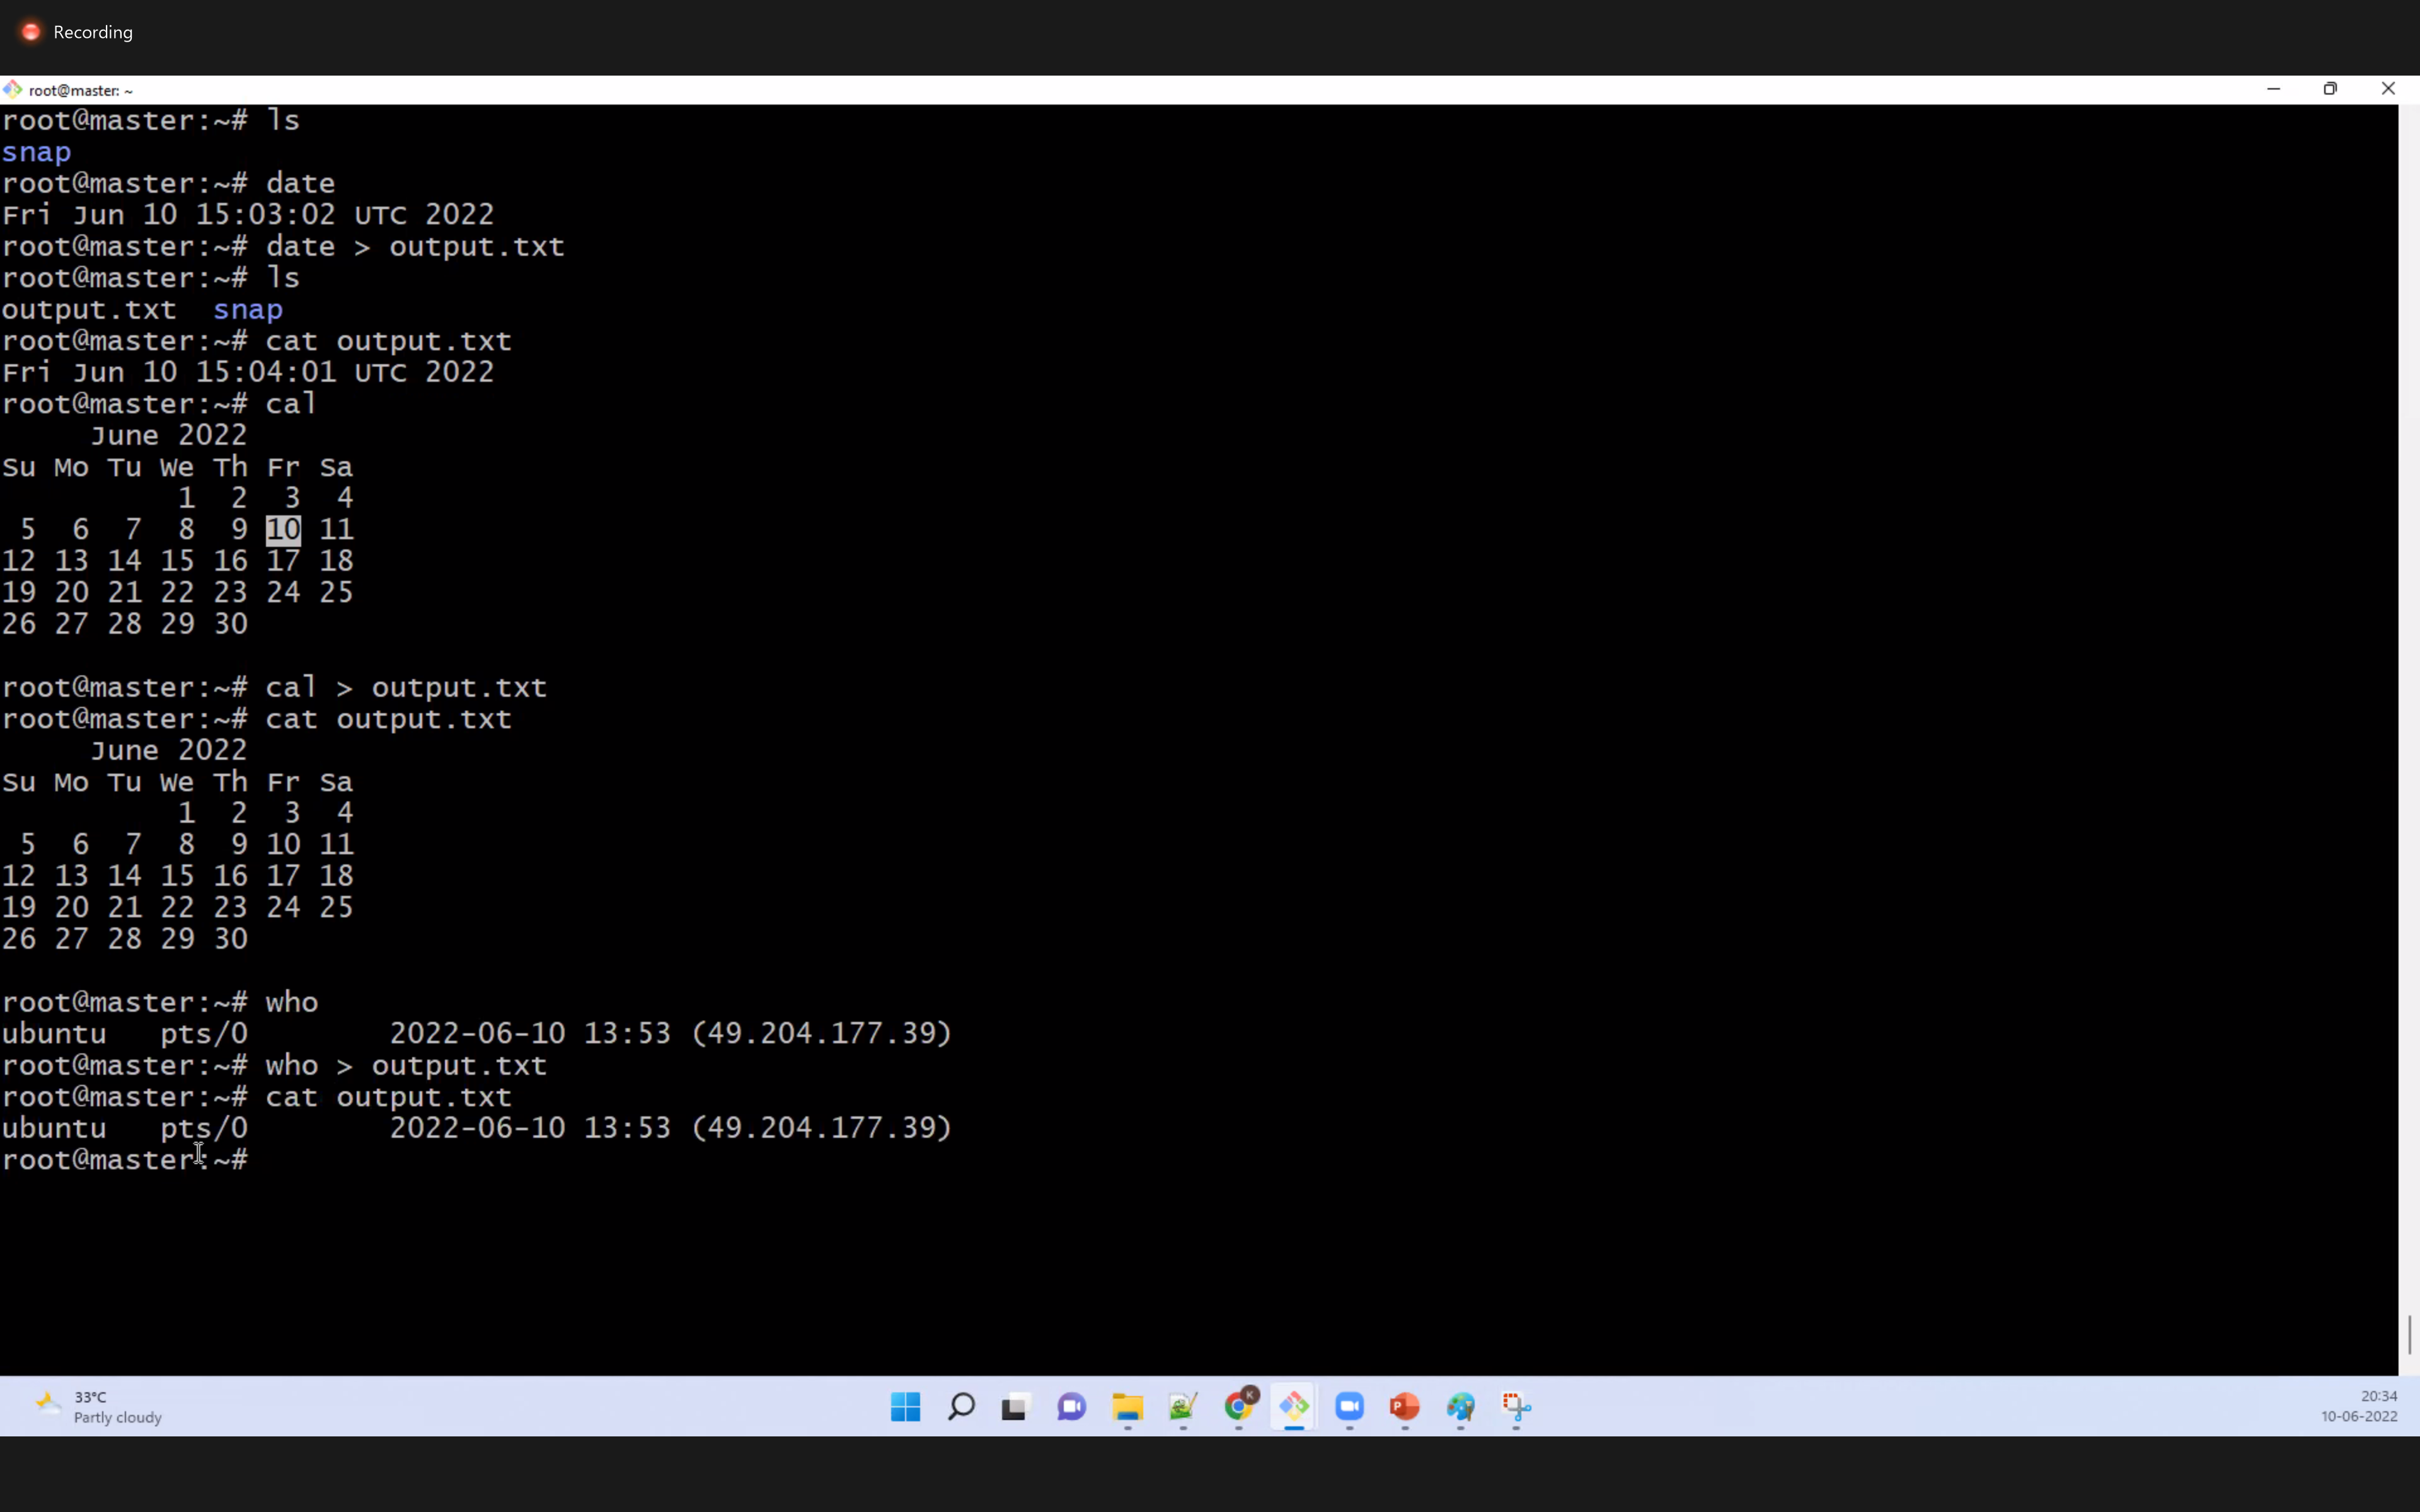 Recording
root@master: ~
root@master:~# ls
snap
root@master:~# date
Fri Jun 10 15:03:02 UTC 2022
root@master:~# date > output.txt
root@master:~# ls
output.txt  snap
root@master:~# cat output.txt
Fri Jun 10 15:04:01 UTC 2022
root@master:~# cal
     June 2022
Su Mo Tu We Th Fr Sa
          1  2  3  4
 5  6  7  8  9 10 11
12 13 14 15 16 17 18
19 20 21 22 23 24 25
26 27 28 29 30
root@master:~# cal > output.txt
root@master:~# cat output.txt
     June 2022
Su Mo Tu We Th Fr Sa
          1  2  3  4
 5  6  7  8  9 10 11
12 13 14 15 16 17 18
19 20 21 22 23 24 25
26 27 28 29 30
root@master:~# who
ubuntu   pts/0        2022-06-10 13:53 (49.204.177.39)
root@master:~# who > output.txt
root@master:~# cat output.txt
ubuntu   pts/0        2022-06-10 13:53 (49.204.177.39)
root@master:~#
33°C
Partly cloudy
K
P
20:34
10-06-2022